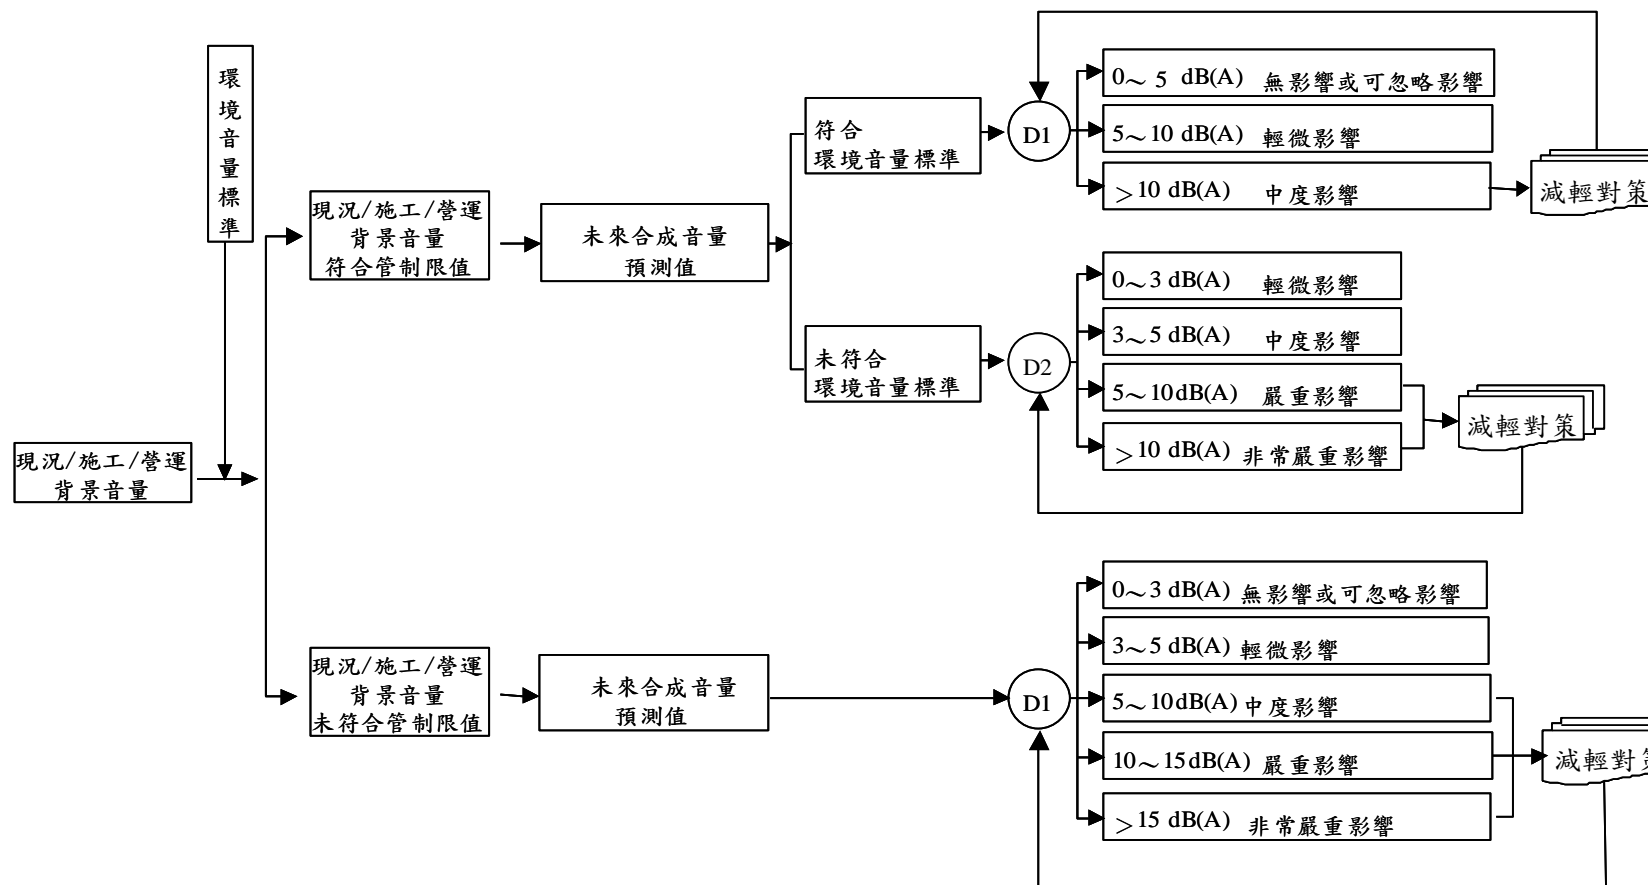 環境音量標準
現況/施工/營運
背景音量
現況/施工/營運
背景音量
符合管制限值
未來合成音量
預測值
符合
環境音量標準
D1
0～5 dB(A) 無影響或可忽略影響
5～10 dB(A) 輕微影響
>10 dB(A) 中度影響
減輕對策
未符合
環境音量標準
D2
0～3 dB(A) 輕微影響
3～5 dB(A) 中度影響
5～10dB(A) 嚴重影響
>10 dB(A) 非常嚴重影響
減輕對策
現況/施工/營運
背景音量
未符合管制限值
未來合成音量
預測值
D1
0～3 dB(A) 無影響或可忽略影響
3～5 dB(A) 輕微影響
5～10dB(A) 中度影響
10～15dB(A) 嚴重影響
>15 dB(A) 非常嚴重影響
減輕對策